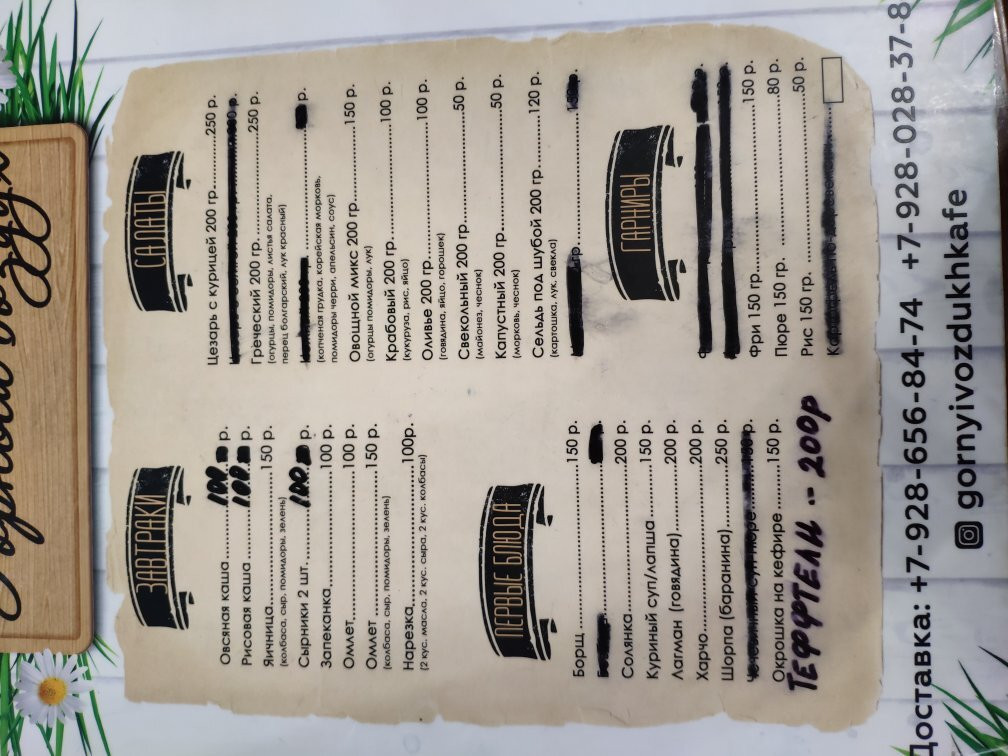 ЗАВТРАКИ
Овсяная каша 100 р.
Рисовая каша 100 р.
Яичница 150 р.
(колбаса, сыр, помидоры, зелень)
Сырники 2 шт. 100 р.
Запеканка 100 р.
Омлет 100 р.
Омлет 150 р.
(колбаса, сыр, помидоры, зелень)
Нарезка 100р.
(2 кус. масла, 2 кус. сыра, 2 кус. колбасы)
ПЕРВЫЕ БЛЮДА
Борщ 150 р.
Солянка 200 р.
Куриный суп/лапша 150 р.
Лагман (говядина) 200 р.
Харчо 200 р.
Шорпа (баранина) 250 р.
Окрошка на кефире 150 р.
ТЕФФТЕЛИ -- 200р
САЛАТЫ
Цезарь с курицей 200 гр. 250 р.
Греческий 200 гр. 250 р.
(огурцы, помидоры, листья салата,
перец болгарский, лук красный)
р.
(копченая грудка, корейская морковь,
помидоры черри, апельсин, соус)
Овощной микс 200 гр. 150 р.
(огурцы помидоры, лук)
Крабовый 200 гр. 100 р.
(кукуруза, рис, яйцо)
Оливье 200 гр. 100 р.
(говядина, яйцо, горошек)
Свекольный 200 гр. 50 р.
(майонез, чеснок)
Капустный 200 гр. 50 р.
(морковь, чеснок)
Сельдь под шубой 200 гр. 120 р.
(картошка, лук, свекла)
ГАРНИРЫ
Фри 150 гр. 150 р.
Пюре 150 гр. 80 р.
Рис 150 гр. 50 р.
Доставка: +7-928-656-84-74 +7-928-028-37-8
gornyivozdukhkafe